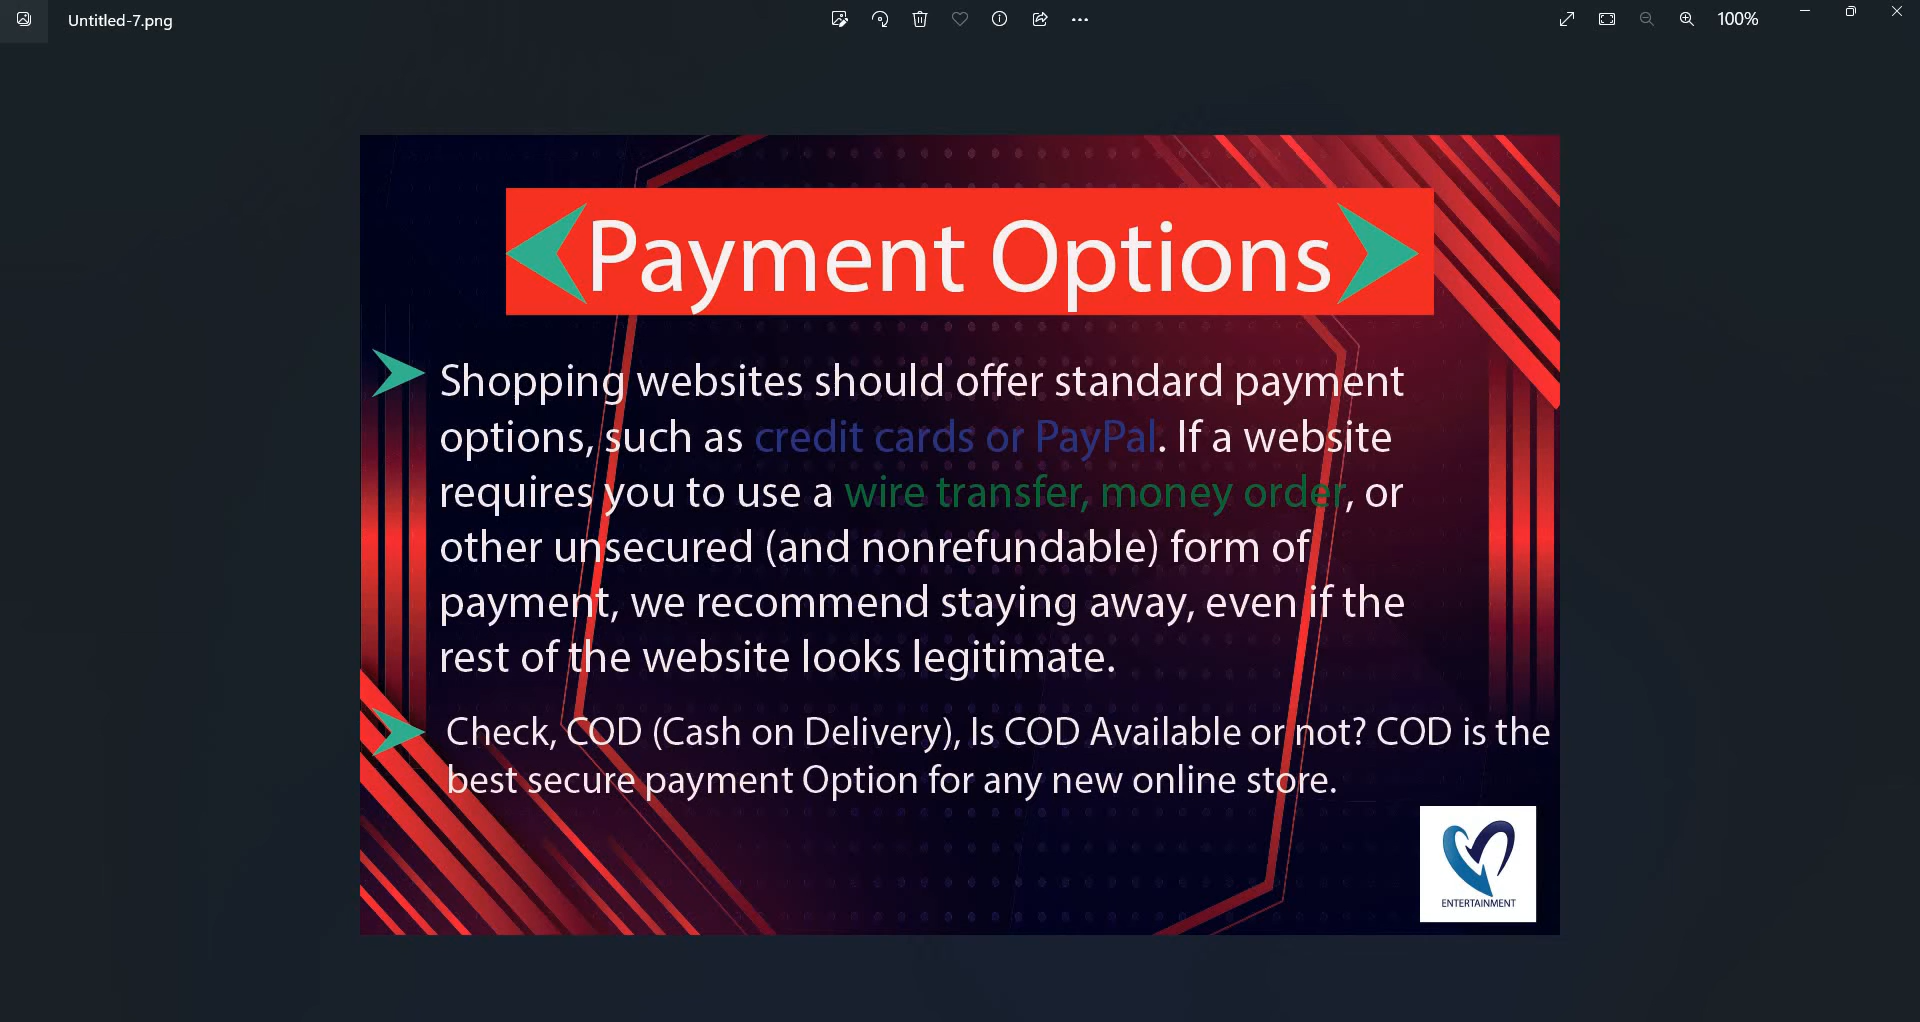 Untitled-7.png
100%
Payment Options
Shopping websites should offer standard payment
options, such as credit cards or PayPal. If a website
requires you to use a wire transfer, money order, or
other unsecured (and nonrefundable) form of
payment, we recommend staying away, even if the
rest of the website looks legitimate.
Check, COD (Cash on Delivery), Is COD Available or not? COD is the
best secure payment Option for any new online store.
ENTERTAINMENT